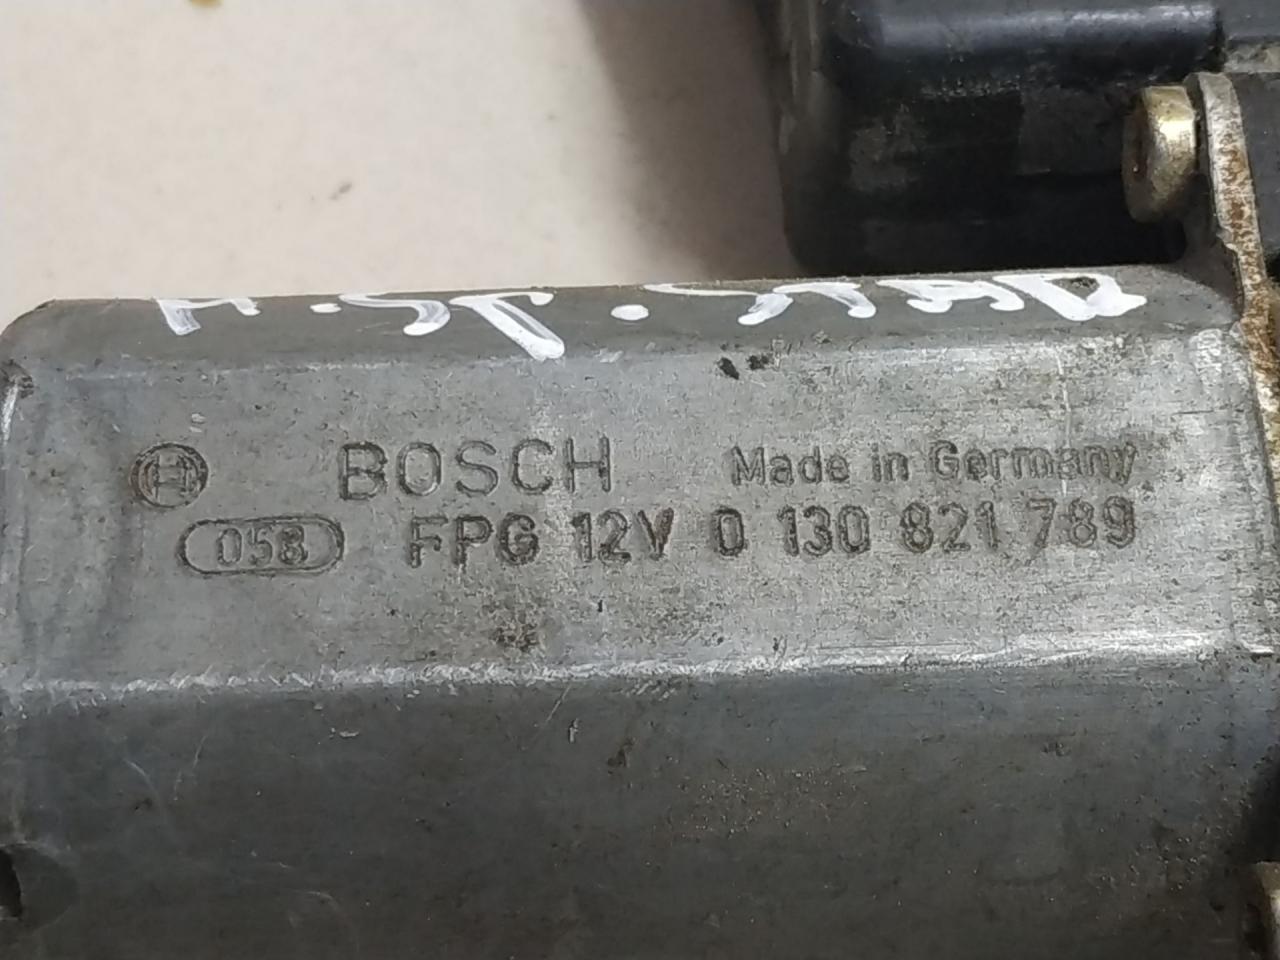 BOSCH Made in Germany
058 FPG 12V 0 130 821 789